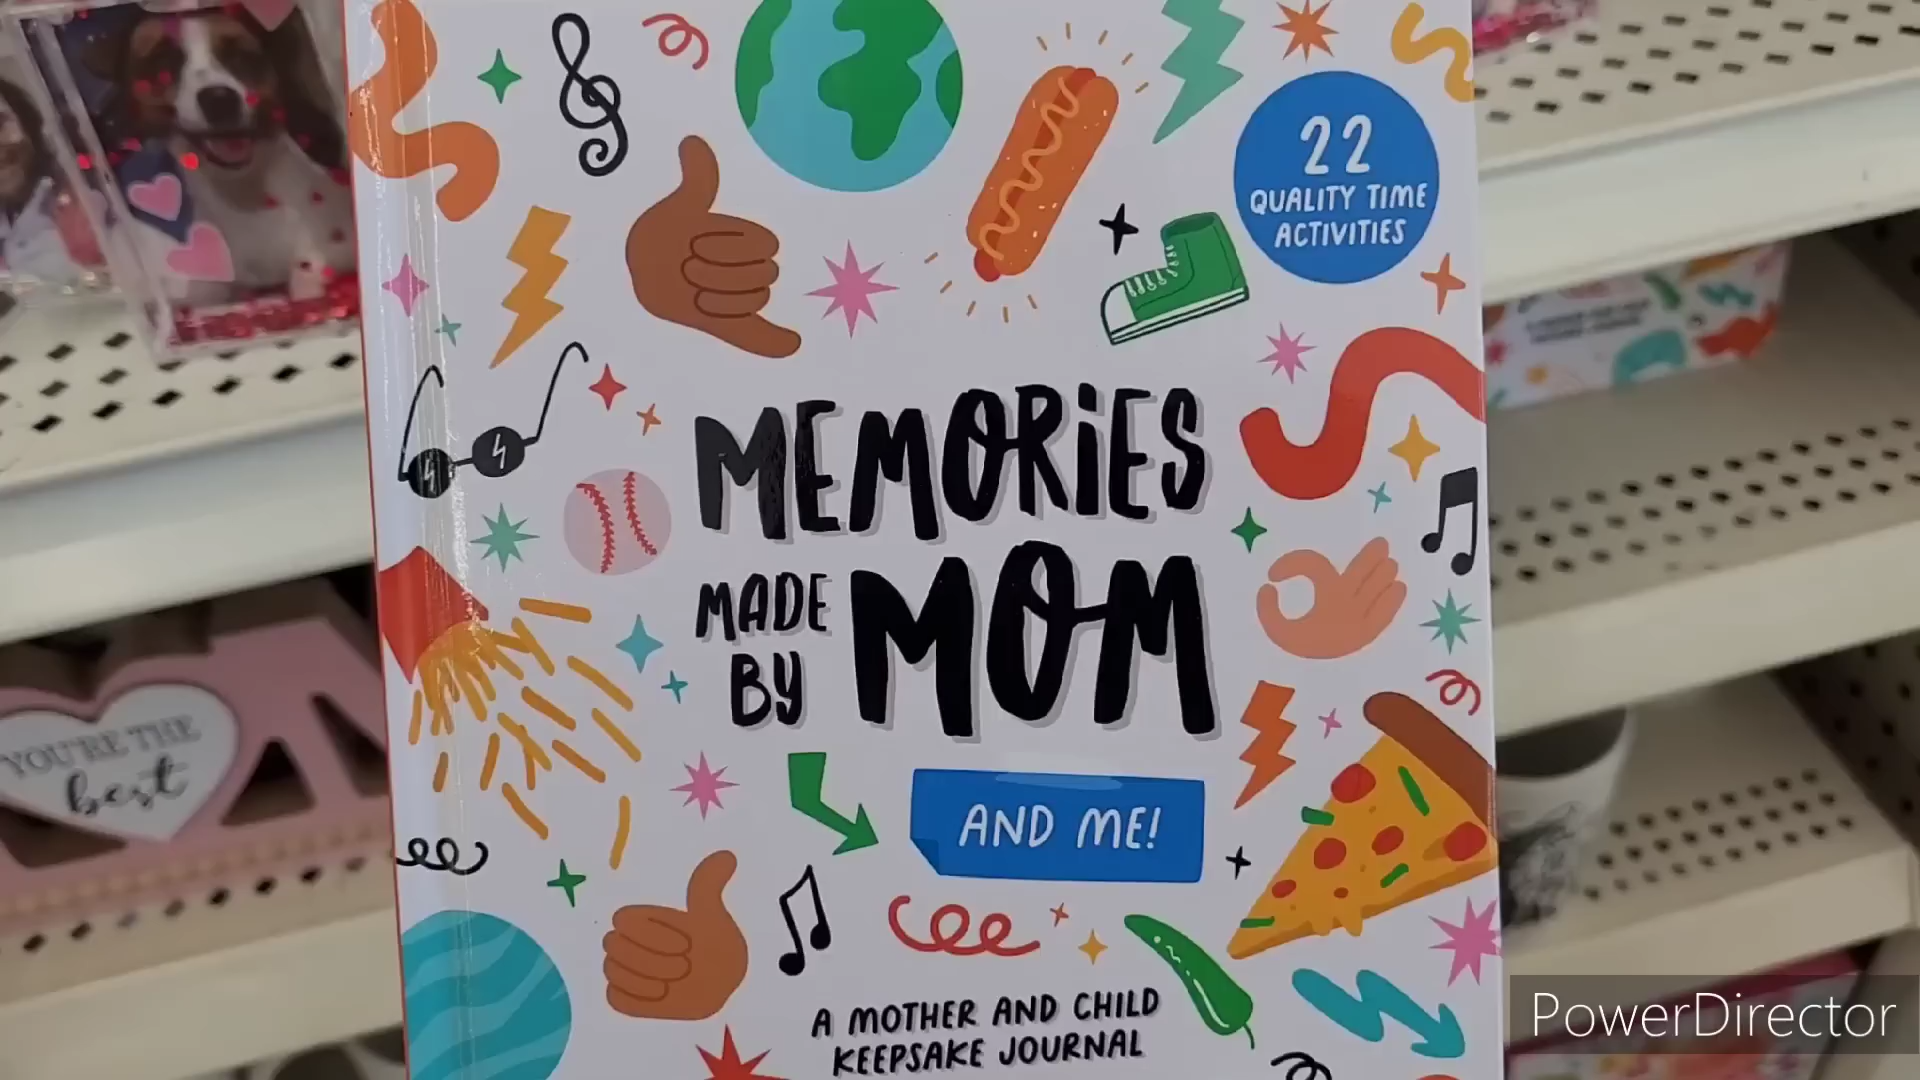 22
QUALITY TIME
ACTIVITIES
MEMORiES
MADE
BY
MOM
AND ME!
A MOTHER AND CHILD
KEEPSAKE JOURNAL
YOU'RE THE
best
PowerDirector